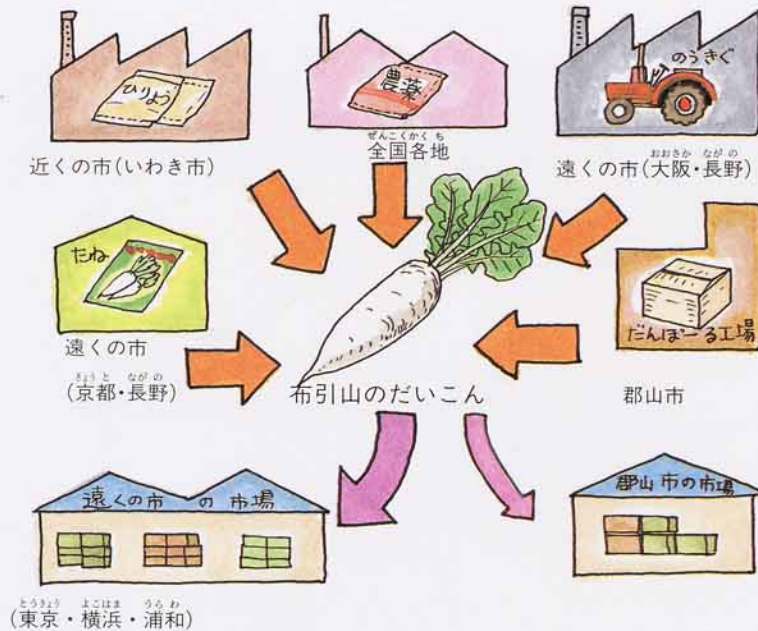 ひりょう
近くの市(いわき市)
農薬
ぜんこくかくち
全国各地
のうきぐ
おおさか ながの
遠くの市(大阪・長野)
たね
遠くの市
きょうと ながの
(京都・長野)
布引山のだいこん
だんぼーる工場
郡山市
遠くの市の市場
とうきょう よこはま うらわ
(東京・横浜・浦和)
郡山市の市場